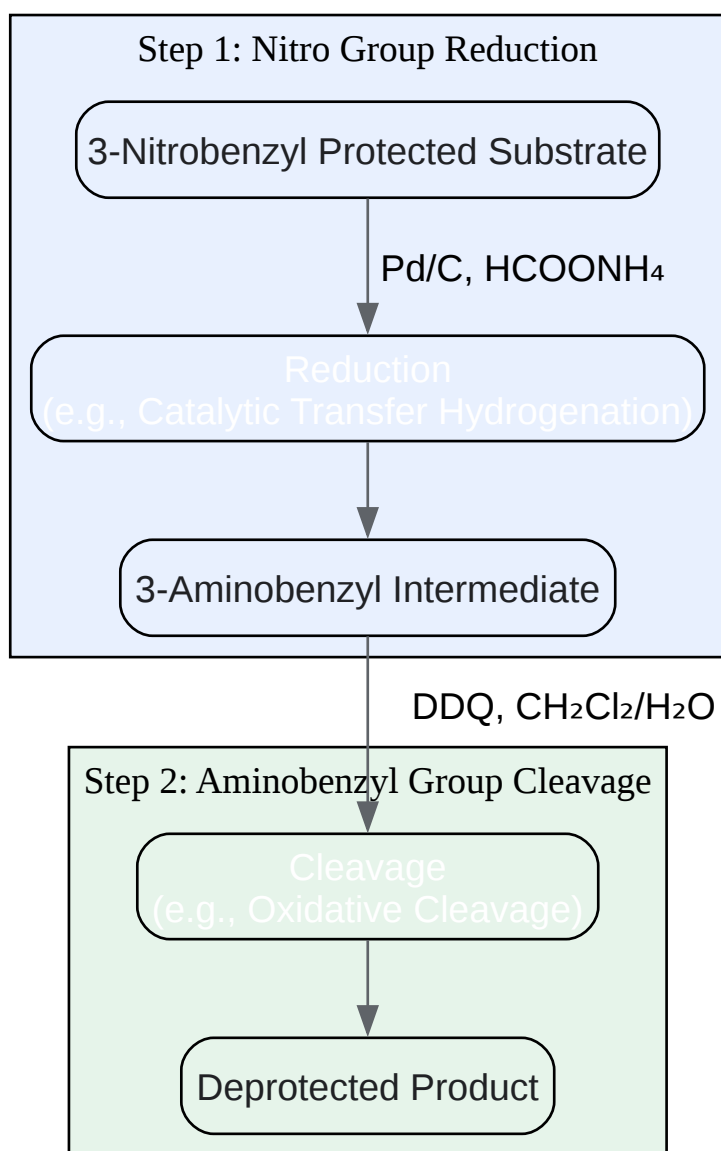 Step 1: Nitro Group Reduction
3-Nitrobenzyl Protected Substrate
Pd/C, HCOONH₄
Reduction
(e.g., Catalytic Transfer Hydrogenation)
3-Aminobenzyl Intermediate
DDQ, CH₂Cl₂/H₂O
Step 2: Aminobenzyl Group Cleavage
Cleavage
(e.g., Oxidative Cleavage)
Deprotected Product